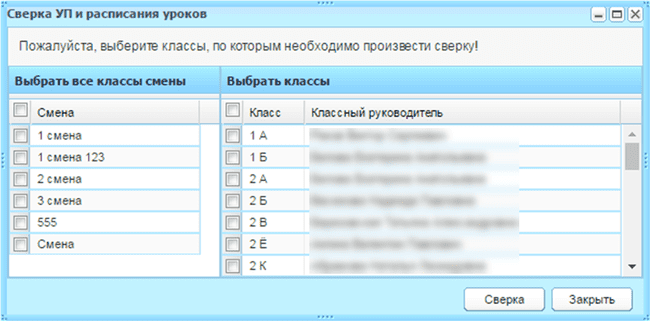 Сверка УП и расписания уроков
Пожалуйста, выберите классы, по которым необходимо произвести сверку!
Выбрать все классы смены
Выбрать классы
Смена
Класс Классный руководитель
1 смена
1 А
1 смена 123
1 Б
2 смена
2 А
3 смена
2 Б
555
2 В
Смена
2 Ё
2 К
Сверка
Закрыть